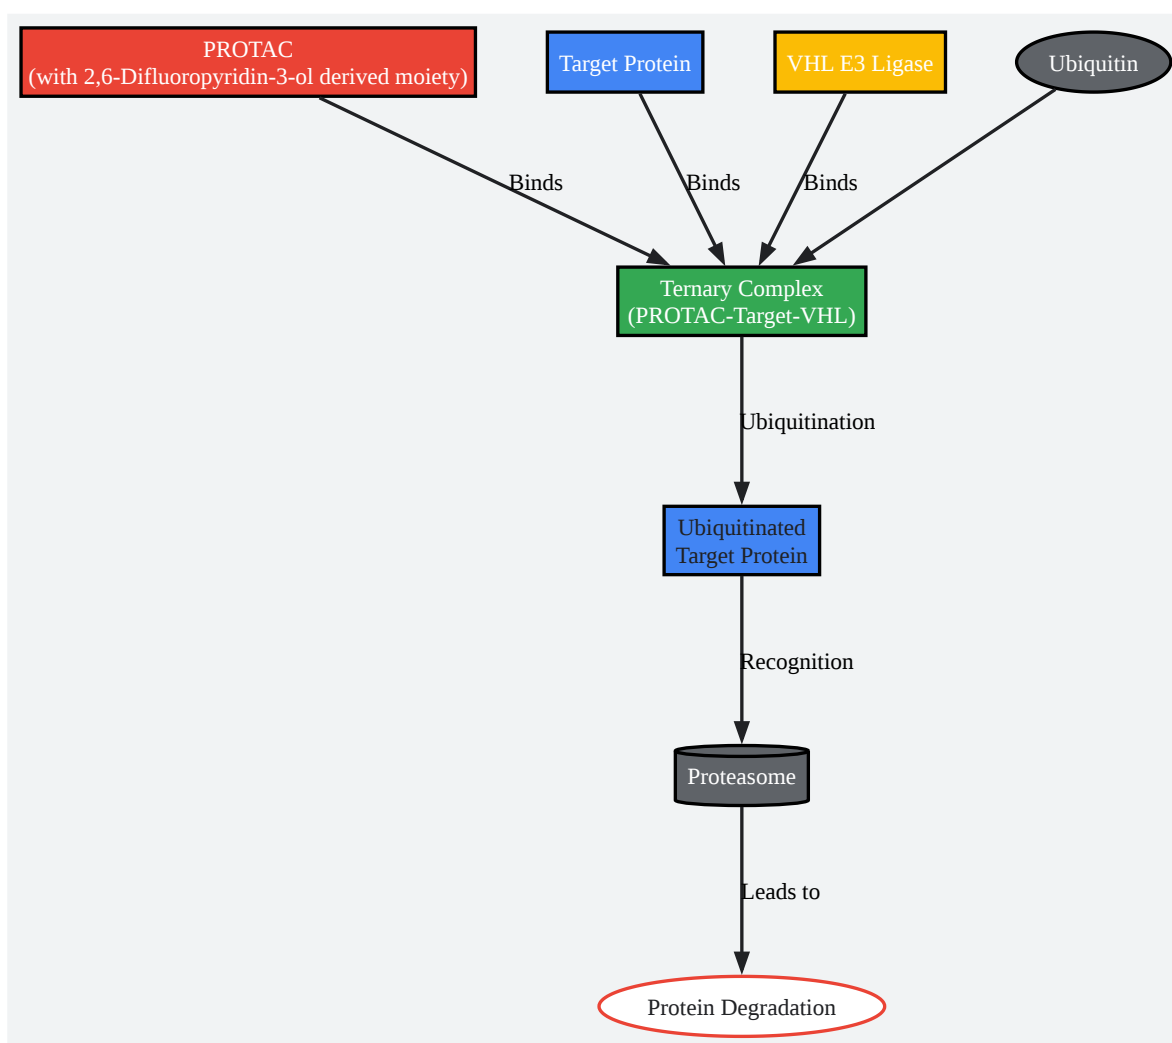 PROTAC
(with 2,6-Difluoropyridin-3-ol derived moiety)
Target Protein
VHL E3 Ligase
Ubiquitin
Binds
Binds
Binds
Ternary Complex
(PROTAC-Target-VHL)
Ubiquitination
Ubiquitinated
Target Protein
Recognition
Proteasome
Leads to
Protein Degradation